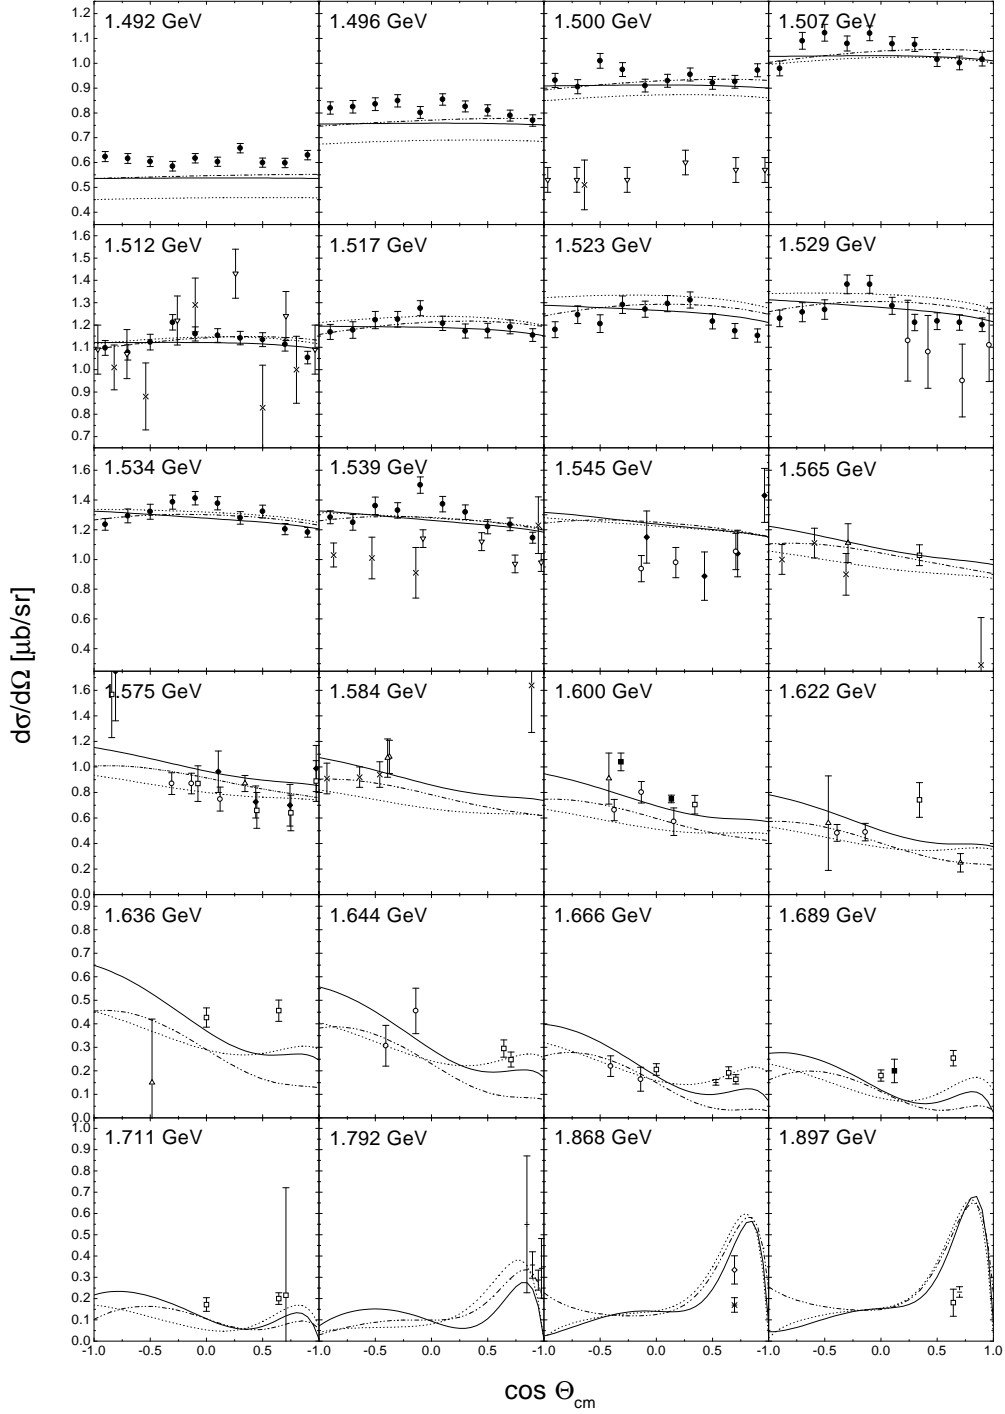 1.2
1.1
1.0
0.9
0.8
0.7
0.6
0.5
0.4
1.492 GeV
1.496 GeV
1.500 GeV
1.507 GeV
1.6
1.5
1.4
1.3
1.2
1.1
1.0
0.9
0.8
0.7
1.512 GeV
1.517 GeV
1.523 GeV
1.529 GeV
1.6
1.4
1.2
1.0
0.8
0.6
0.4
1.534 GeV
1.539 GeV
1.545 GeV
1.565 GeV
dσ/dΩ [μb/sr]
1.6
1.4
1.2
1.0
0.8
0.6
0.4
0.2
0.0
1.575 GeV
1.584 GeV
1.600 GeV
1.622 GeV
0.9
0.8
0.7
0.6
0.5
0.4
0.3
0.2
0.1
0.0
1.636 GeV
1.644 GeV
1.666 GeV
1.689 GeV
1.0
0.9
0.8
0.7
0.6
0.5
0.4
0.3
0.2
0.1
0.0
1.711 GeV
1.792 GeV
1.868 GeV
1.897 GeV
-1.0 -0.5 0.0 0.5 -1.0 -0.5 0.0 0.5 -1.0 -0.5 0.0 0.5 -1.0 -0.5 0.0 0.5 1.0
cos Θcm